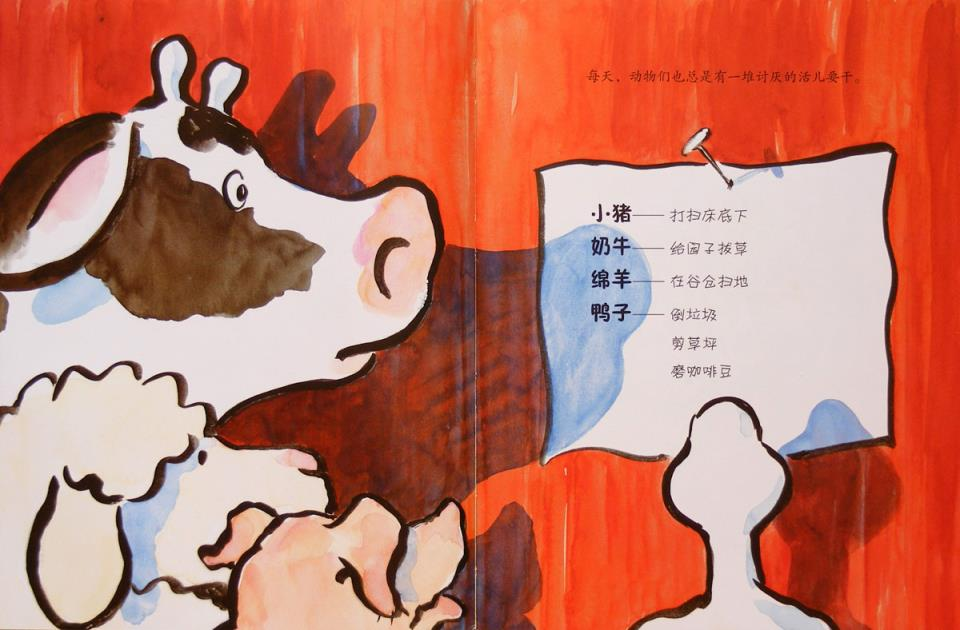 每天，动物们也总是有一堆讨厌的活儿要干。
小猪——打扫床底下
奶牛——给园子拔草
绵羊——在谷仓扫地
鸭子——倒垃圾
剪草坪
磨咖啡豆